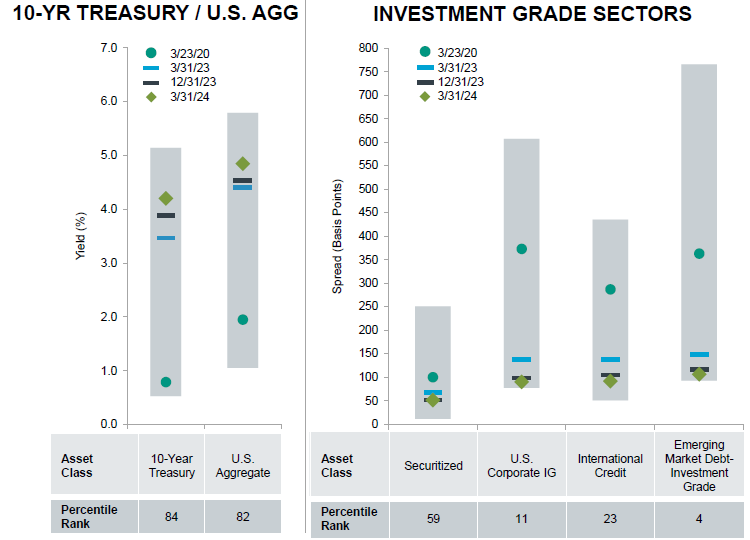 10-YR TREASURY / U.S. AGG
7.0
6.0
5.0
4.0
3.0
2.0
1.0
0.0
Yield (%)
3/23/20
3/31/23
12/31/23
3/31/24
Asset Class
10-Year Treasury
U.S. Aggregate
Percentile Rank
84
82
INVESTMENT GRADE SECTORS
800
750
700
650
600
550
500
450
400
350
300
250
200
150
100
50
0
Spread (Basis Points)
3/23/20
3/31/23
12/31/23
3/31/24
Asset
Class
Securitized
U.S.
Corporate IG
International
Credit
Emerging
Market Debt-
Investment
Grade
Percentile
Rank
59
11
23
4